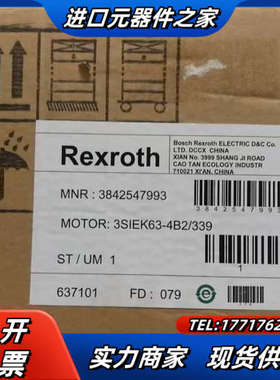 进口元器件之家
Rexroth
Bosch Rexroth ELECTRIC D&C Co.
LTD. DCCX CHINA
XIAN No. 3999 SHANG JI ROAD
CAO TAN ECOLOGY INDUSTR
710021 XI'AN, CHINA
MNR : 3842547993
3842547993
MOTOR: 3SIEK63-4B2/339
ST / UM 1
1
637101 FD : 079
开
票
TEL:1771762
实力商家 现货供